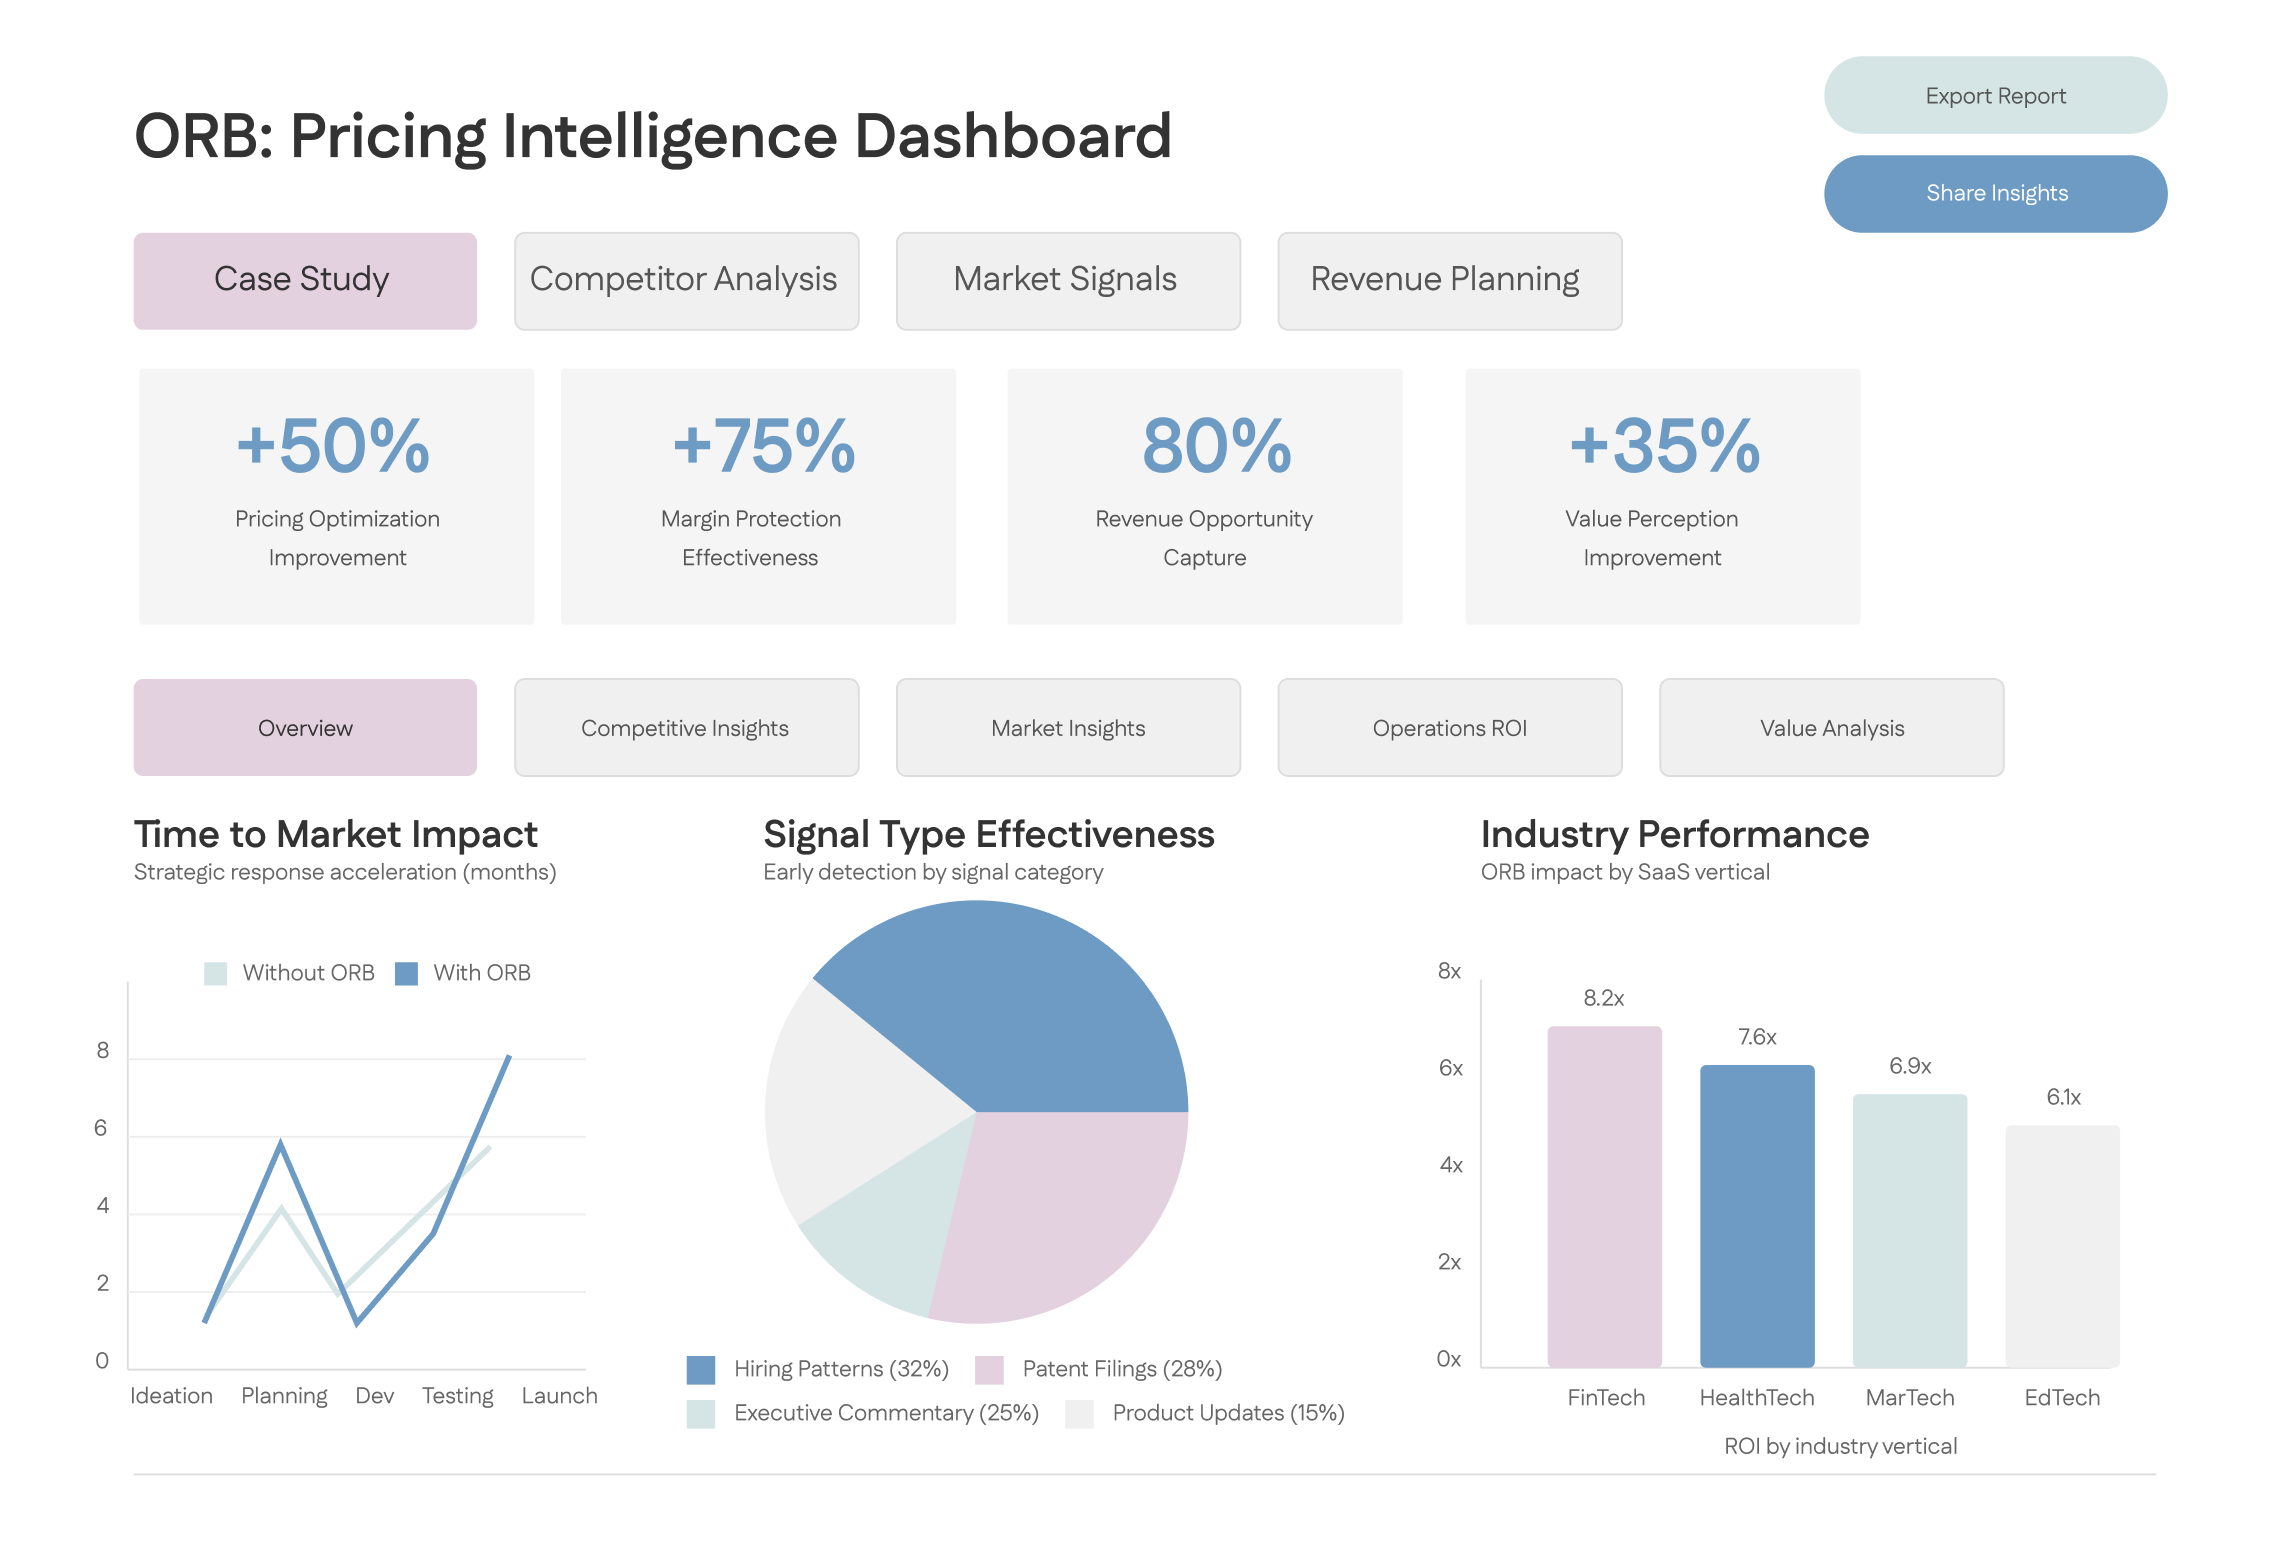 Export Report
ORB: Pricing Intelligence Dashboard
Share Insights
Case Study
Competitor Analysis
Market Signals
Revenue Planning
+50%
Pricing Optimization
Improvement
+75%
Margin Protection
Effectiveness
80%
Revenue Opportunity
Capture
+35%
Value Perception
Improvement
Overview
Competitive Insights
Market Insights
Operations ROI
Value Analysis
Time to Market Impact
Strategic response acceleration (months)
Without ORB
With ORB
8
6
4
2
0
Ideation
Planning
Dev
Testing
Launch
Signal Type Effectiveness
Early detection by signal category
Hiring Patterns (32%)
Patent Filings (28%)
Executive Commentary (25%)
Product Updates (15%)
Industry Performance
ORB impact by SaaS vertical
8x
6x
4x
2x
0x
8.2x
7.6x
6.9x
6.1x
FinTech
HealthTech
MarTech
EdTech
ROI by industry vertical